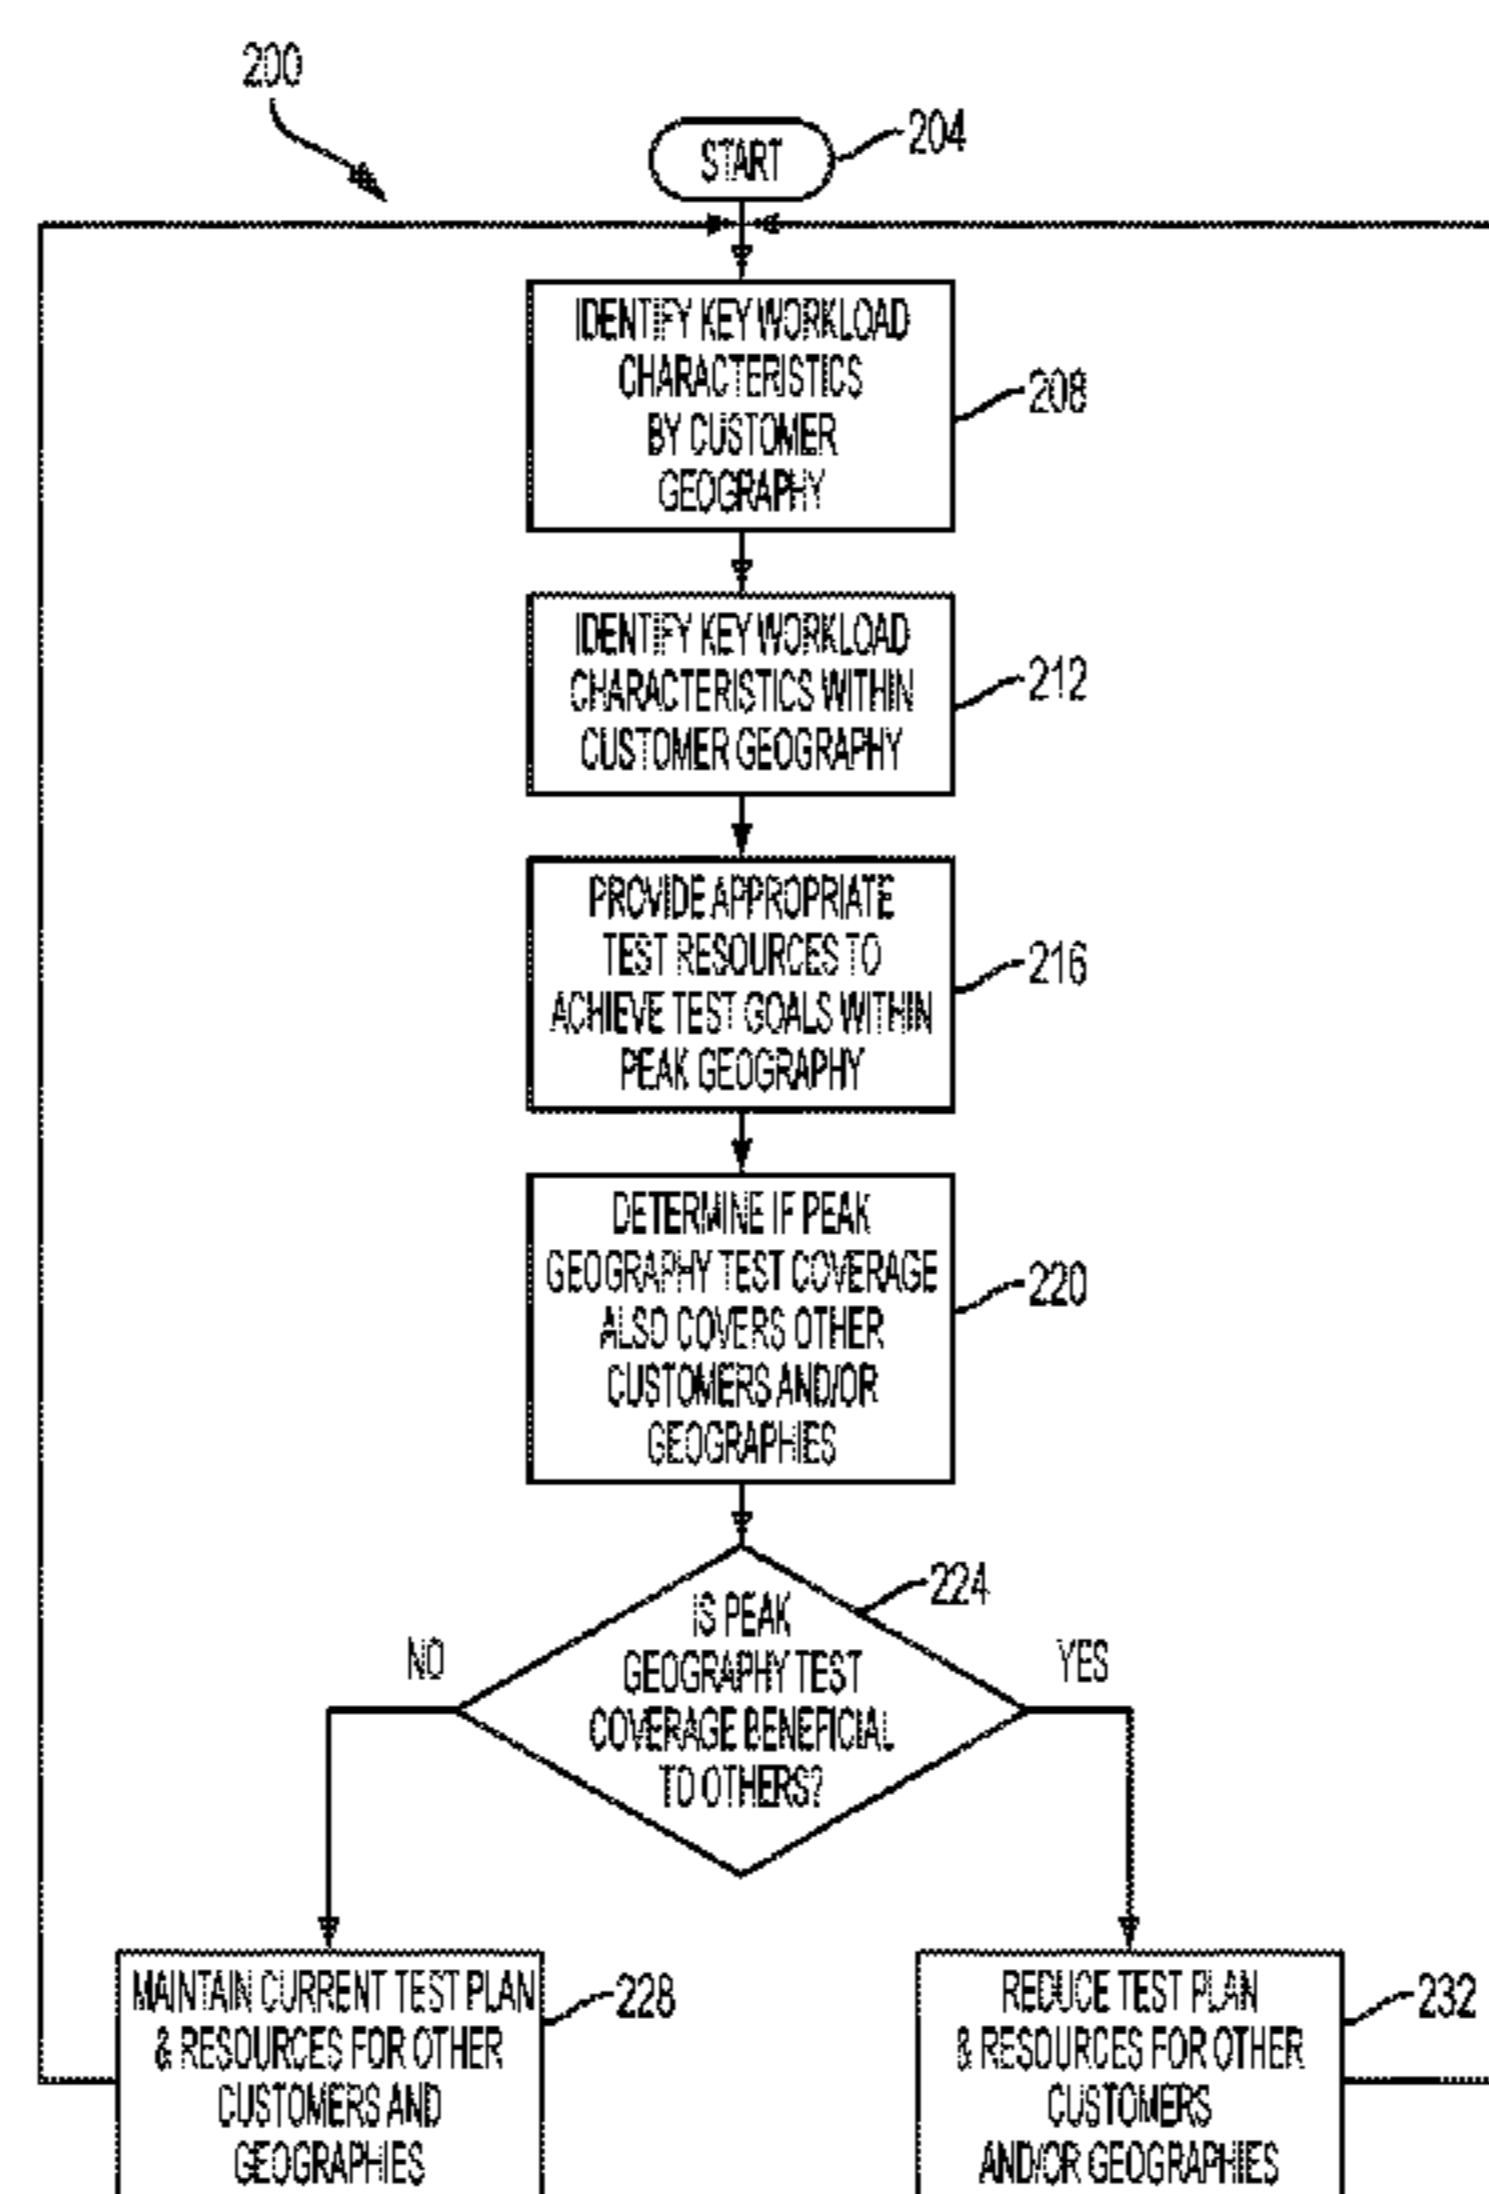 200
START
204
IDENTIFY KEY WORKLOAD
CHARACTERISTICS
BY CUSTOMER
GEOGRAPHY
208
IDENTIFY KEY WORKLOAD
CHARACTERISTICS WITHIN
CUSTOMER GEOGRAPHY
212
PROVIDE APPROPRIATE
TEST RESOURCES TO
ACHIEVE TEST GOALS WITHIN
PEAK GEOGRAPHY
216
DETERMINE IF PEAK
GEOGRAPHY TEST COVERAGE
ALSO COVERS OTHER
CUSTOMERS AND/OR
GEOGRAPHIES
220
IS PEAK
GEOGRAPHY TEST
COVERAGE BENEFICIAL
TO OTHERS?
224
NO
YES
MAINTAIN CURRENT TEST PLAN
& RESOURCES FOR OTHER
CUSTOMERS AND
GEOGRAPHIES
228
REDUCE TEST PLAN
& RESOURCES FOR OTHER
CUSTOMERS
AND/OR GEOGRAPHIES
232